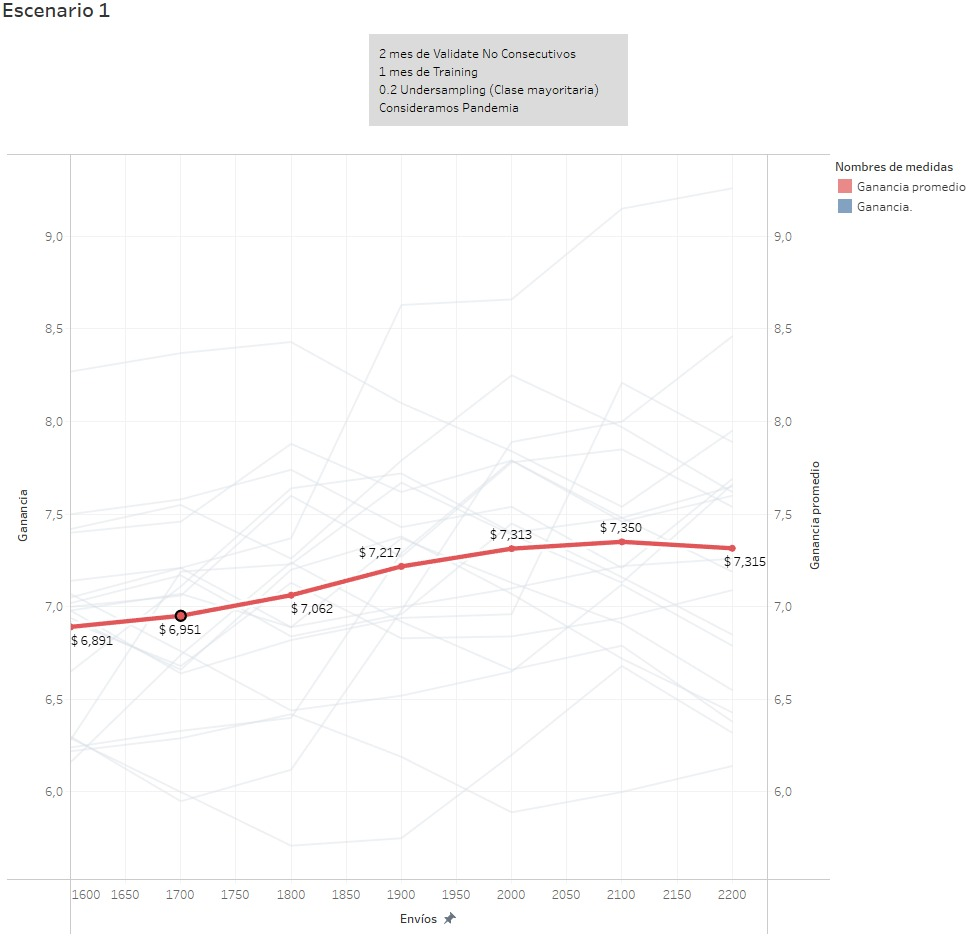 Escenario 1
2 mes de Validate No Consecutivos
1 mes de Training
0.2 Undersampling (Clase mayoritaria)
Consideramos Pandemia
Nombres de medidas
Ganancia promedio
Ganancia.
9,0
8,5
8,0
7,5
7,0
6,5
6,0
Ganancia
$ 6,891
$ 6,951
$ 7,062
$ 7,217
$ 7,313
$ 7,350
$ 7,315
9,0
8,5
8,0
7,5
7,0
6,5
6,0
Ganancia promedio
1600 1650 1700 1750 1800 1850 1900 1950 2000 2050 2100 2150 2200
Envíos